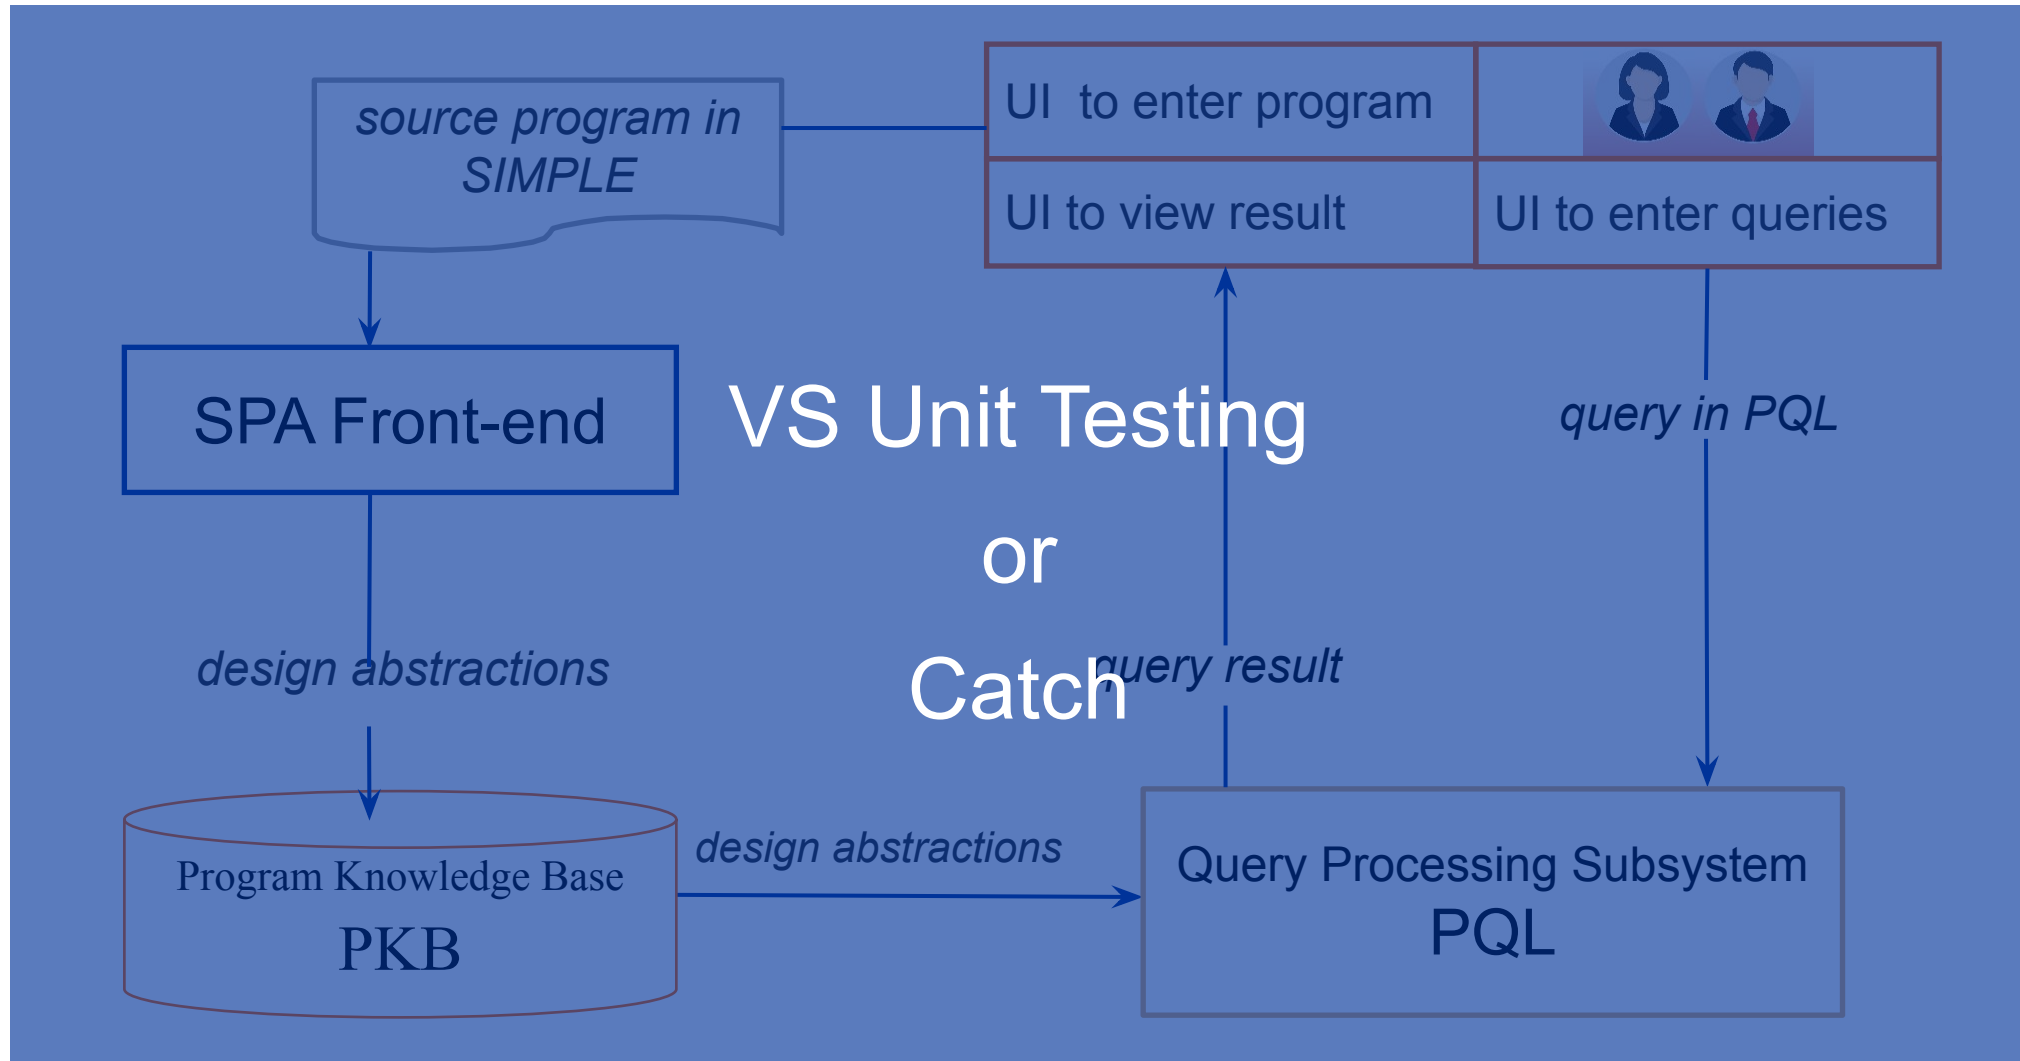 source program in
SIMPLE
UI  to enter program
UI to view result
UI to enter queries
SPA Front-end
VS Unit Testing
or
Catch
query in PQL
design abstractions
query result
design abstractions
Program Knowledge Base
PKB
Query Processing Subsystem
PQL